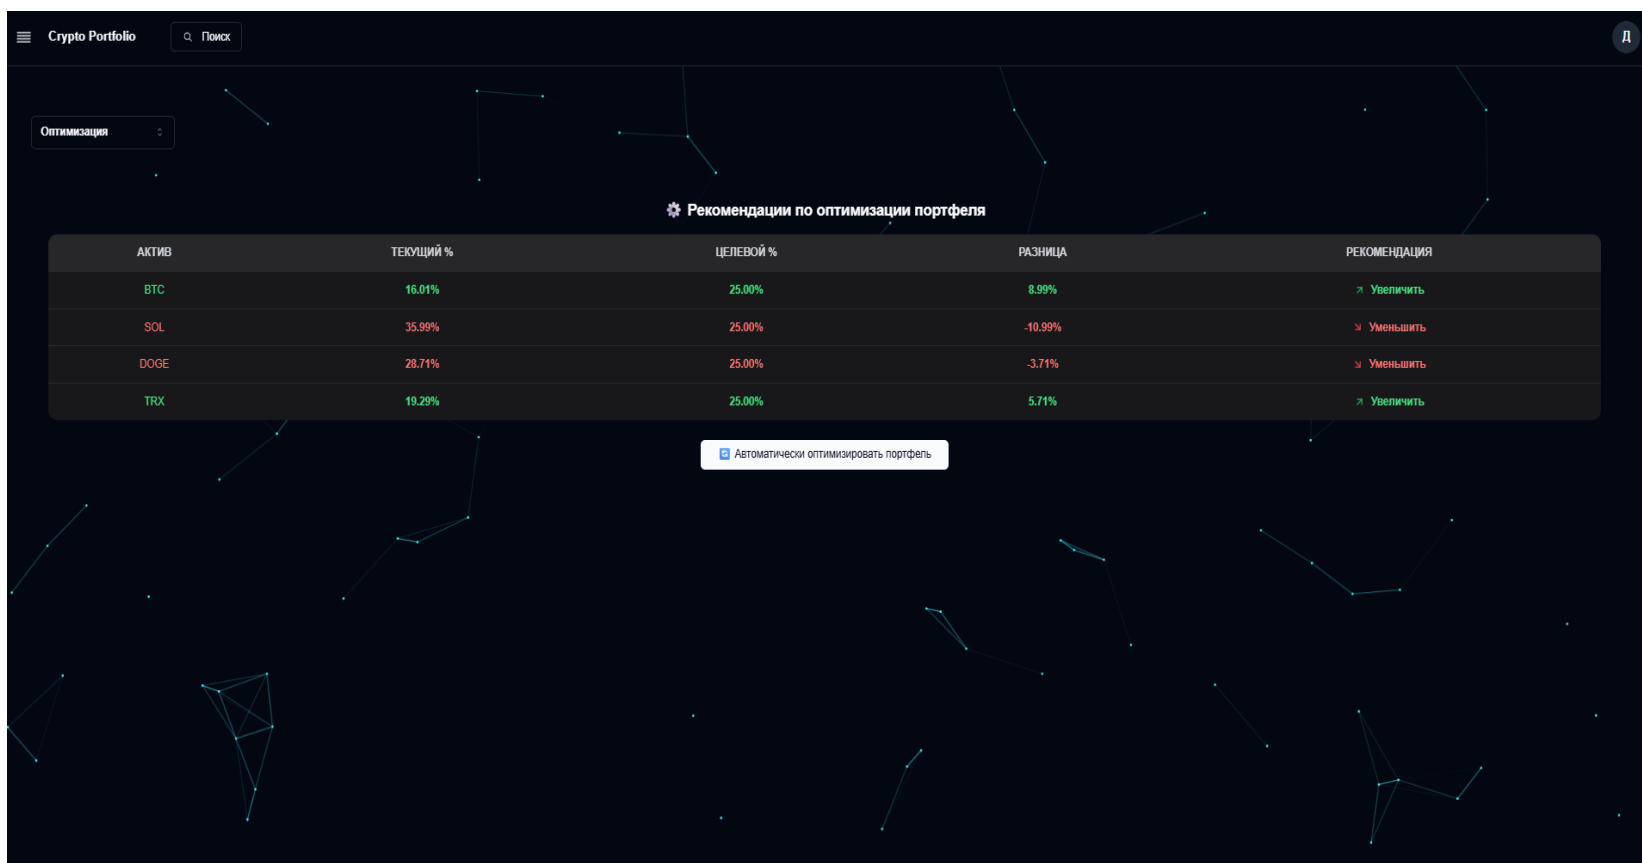 Crypto Portfolio Поиск Д
Оптимизация
Рекомендации по оптимизации портфеля
АКТИВ ТЕКУЩИЙ % ЦЕЛЕВОЙ % РАЗНИЦА РЕКОМЕНДАЦИЯ
BTC 16.01% 25.00% 8.99% Увеличить
SOL 35.99% 25.00% -10.99% Уменьшить
DOGE 28.71% 25.00% -3.71% Уменьшить
TRX 19.29% 25.00% 5.71% Увеличить
Автоматически оптимизировать портфель